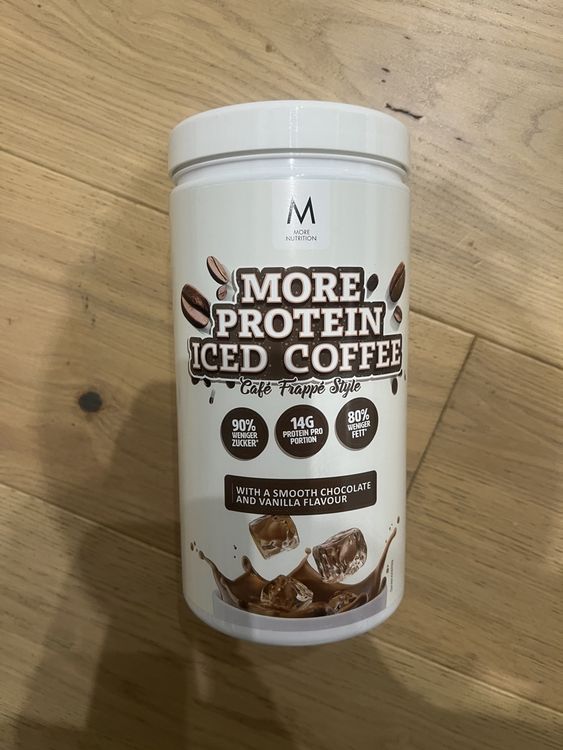 M
MORE
NUTRITION
MORE
PROTEIN
ICED COFFEE
Café Frappé Style
90%
WENIGER
ZUCKER*
14G
PROTEIN PRO
PORTION
80%
WENIGER
FETT*
WITH A SMOOTH CHOCOLATE
AND VANILLA FLAVOUR